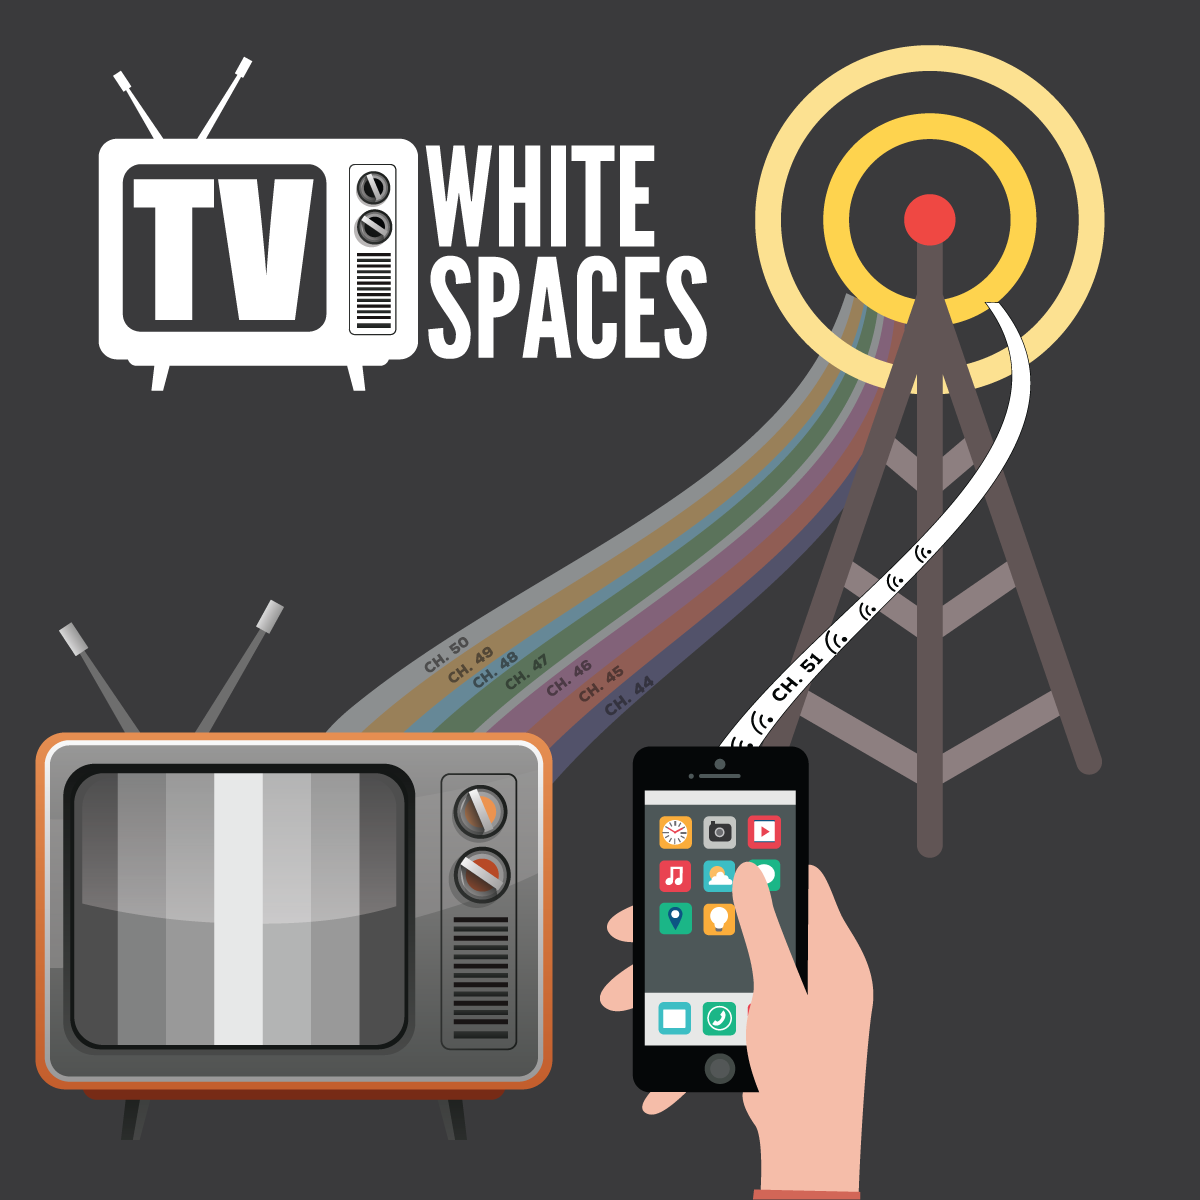 TV WHITE
SPACES
CH. 50
CH. 49
CH. 48
CH. 47
CH. 46
CH. 45
CH. 44
CH. 51